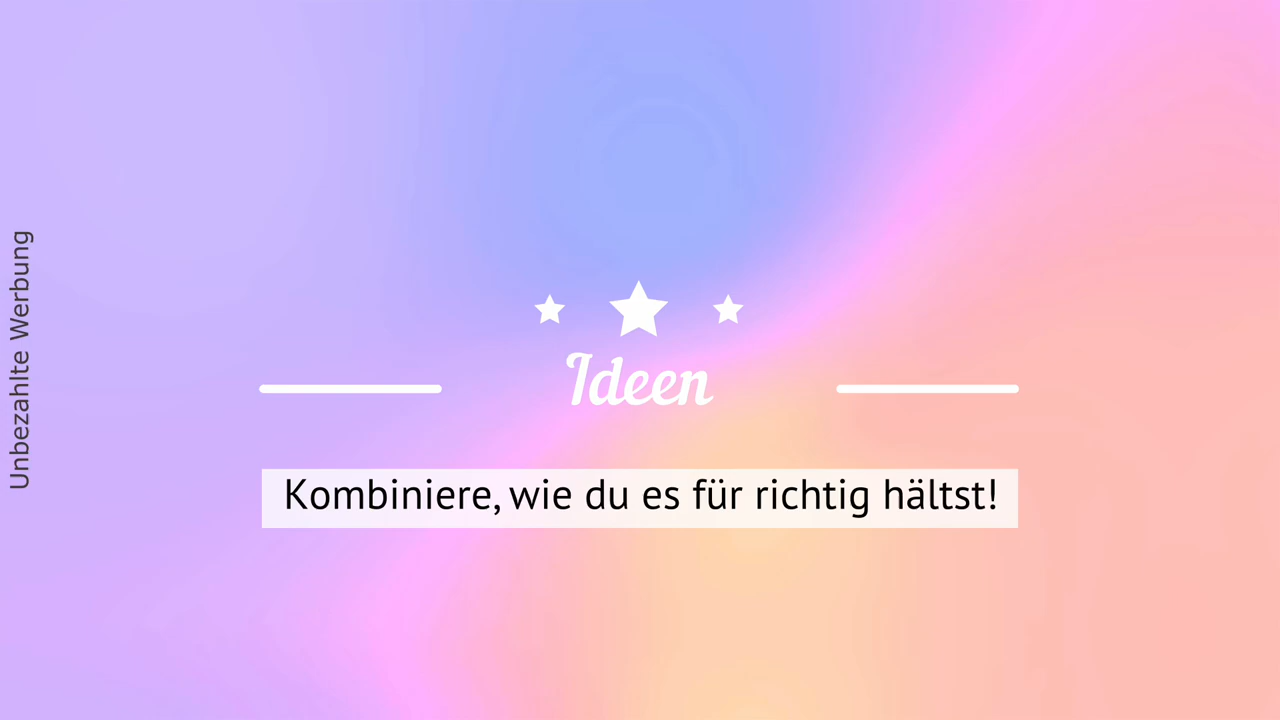 Unbezahlte Werbung
Ideen
Kombiniere, wie du es für richtig hältst!